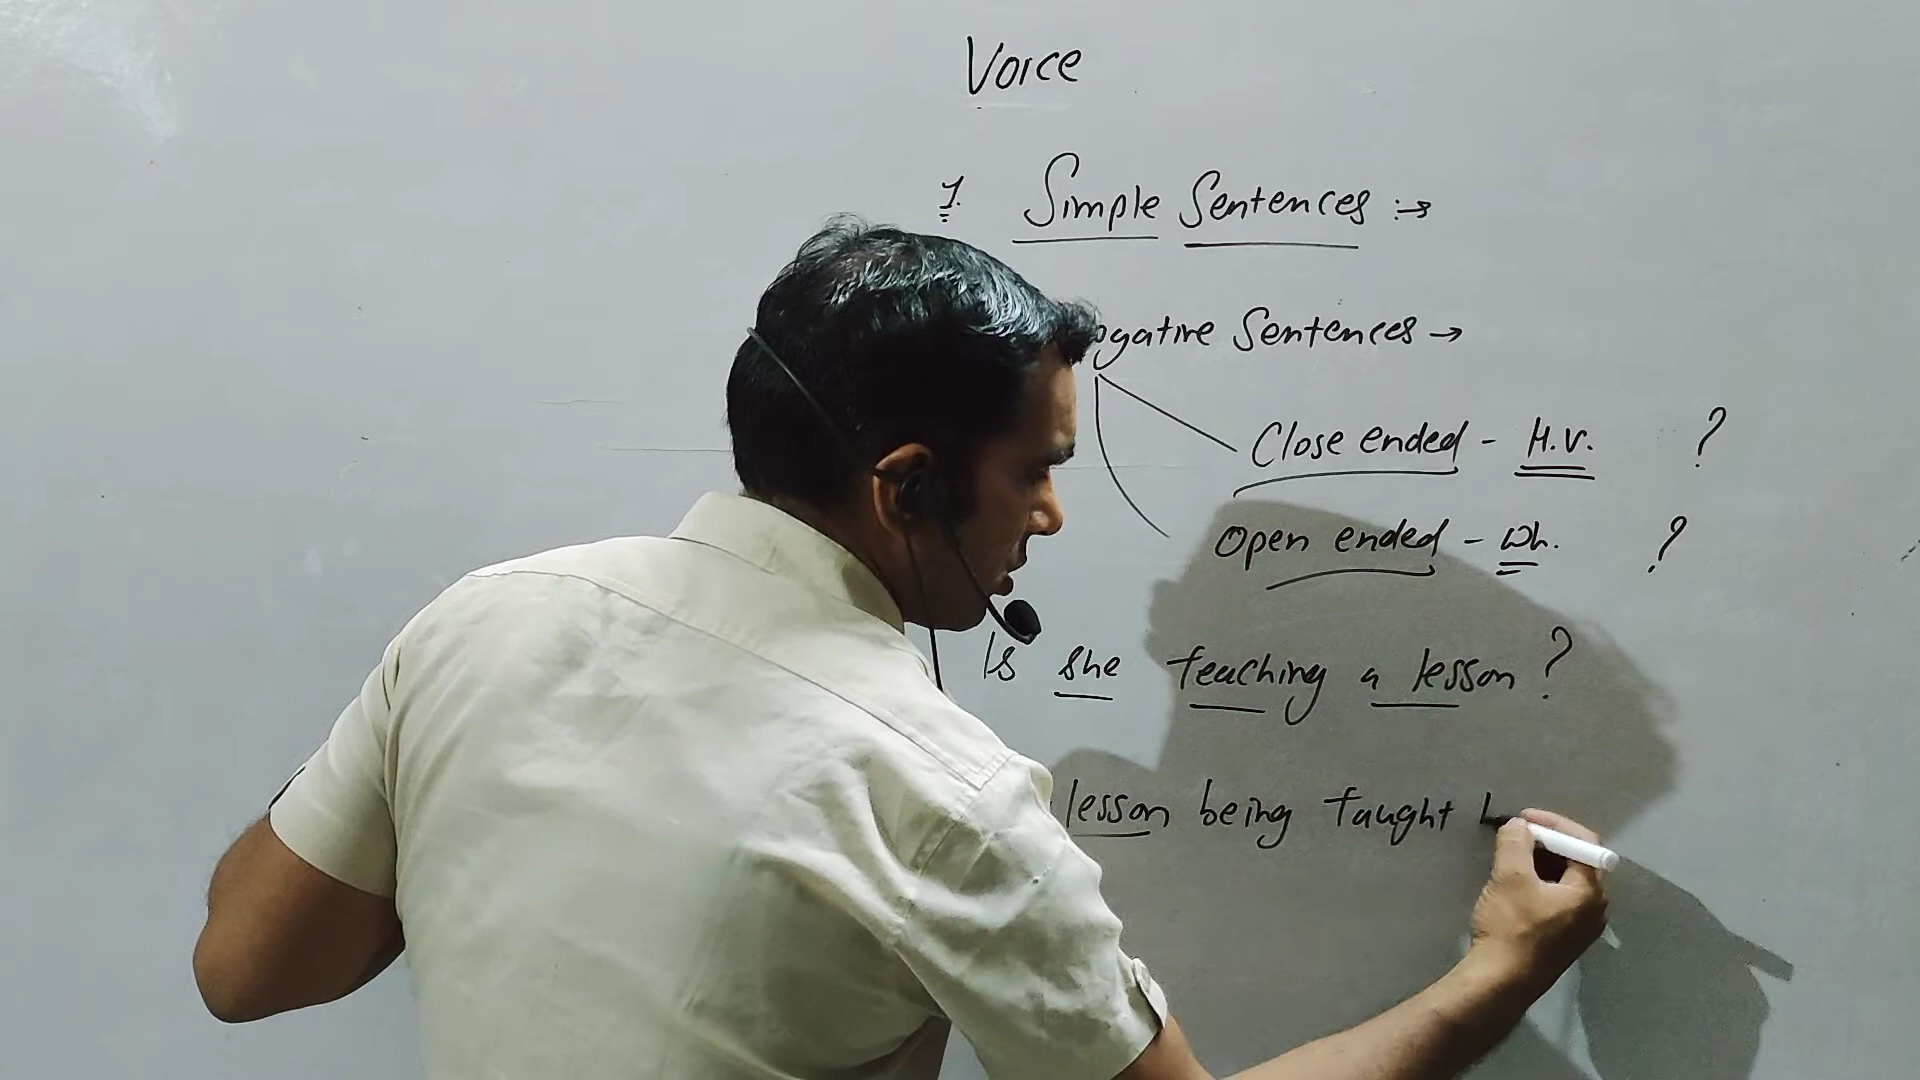 Voice
1. Simple Sentences :→
ogative Sentences →
Close ended - H.V. ?
Open ended - Wh. ?
Is she teaching a lesson ?
lesson being taught